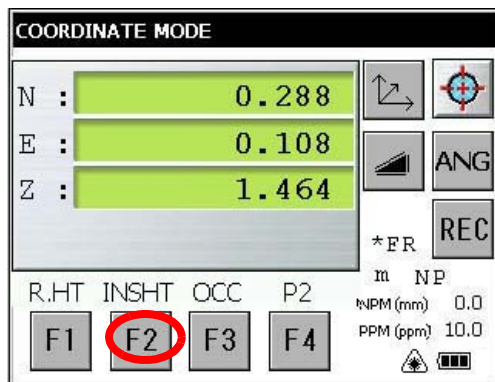 COORDINATE MODE
N : 0.288
E : 0.108
Z : 1.464
ANG
REC
*FR
m NP
R.HT INSHT OCC P2
NPM (mm) 0.0
F1 F2 F3 F4
PPM (ppm) 10.0